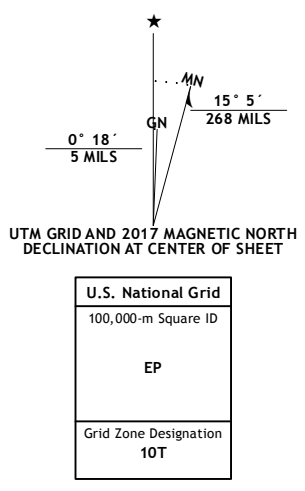 ★
MN
GN
15° 5´
268 MILS
0° 18´
5 MILS
UTM GRID AND 2017 MAGNETIC NORTH
DECLINATION AT CENTER OF SHEET
U.S. National Grid
100,000-m Square ID
EP
Grid Zone Designation
10T